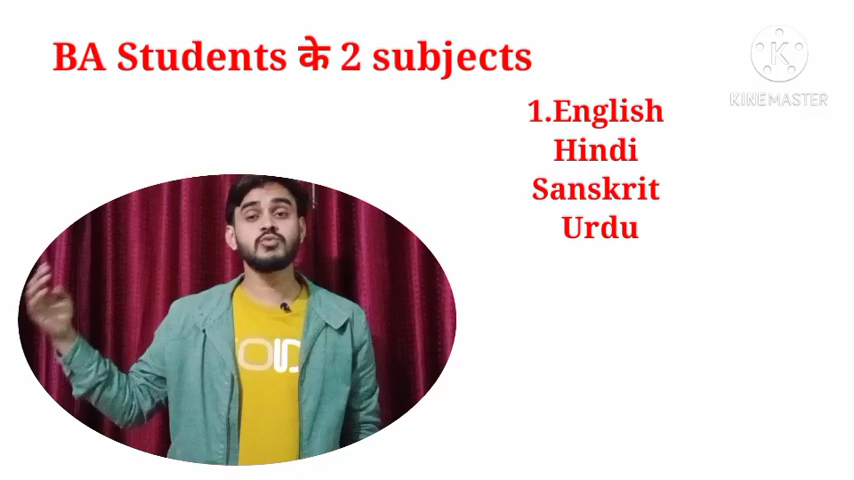 BA Students के 2 subjects
K
KINEMASTER
1.English
Hindi
Sanskrit
Urdu